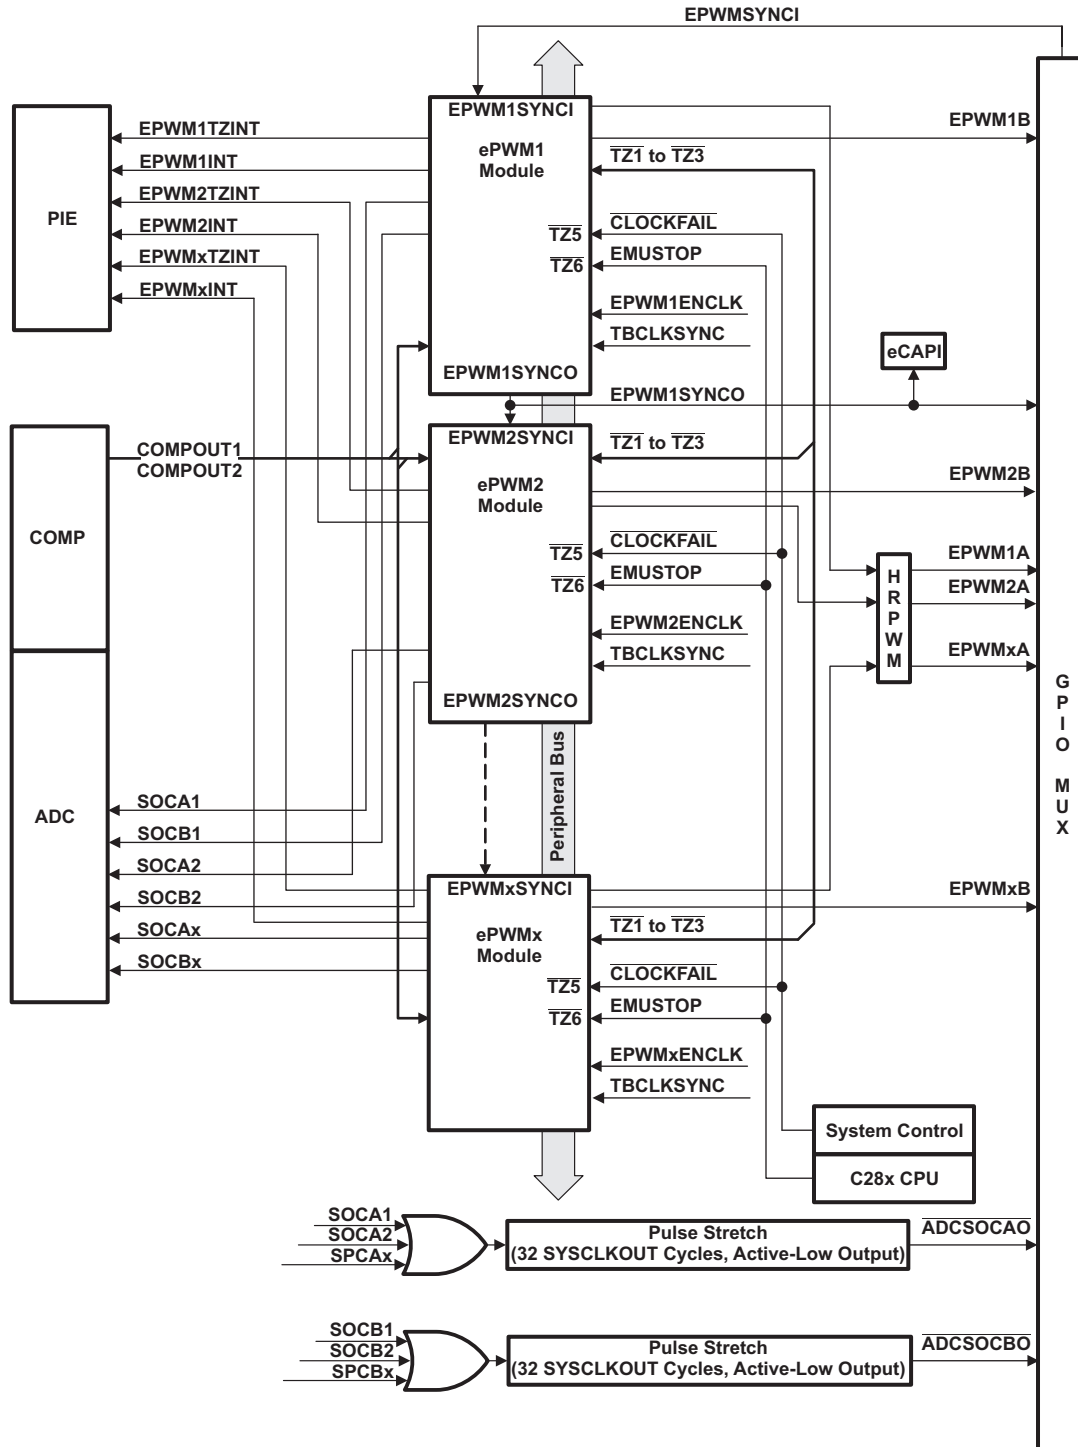 EPWMSYNCI
EPWM1SYNCI
ePWM1
Module
TZ5
TZ6
EPWM1SYNCO
EPWM1TZINT
EPWM1INT
EPWM2TZINT
EPWM2INT
EPWMxTZINT
EPWMxINT
PIE
EPWM1B
TZ1 to TZ3
CLOCKFAIL
EMUSTOP
EPWM1ENCLK
TBCLKSYNC
eCAPI
EPWM1SYNCO
COMPOUT1
COMPOUT2
COMP
EPWM2SYNCI
ePWM2
Module
TZ5
TZ6
EPWM2SYNCO
TZ1 to TZ3
EPWM2B
CLOCKFAIL
EMUSTOP
EPWM2ENCLK
TBCLKSYNC
HRPWM
EPWM1A
EPWM2A
EPWMxA
GPIO MUX
Peripheral Bus
ADC
SOCA1
SOCB1
SOCA2
SOCB2
SOCAx
SOCBx
EPWMxSYNCI
ePWMx
Module
TZ5
TZ6
EPWMxB
TZ1 to TZ3
CLOCKFAIL
EMUSTOP
EPWMxENCLK
TBCLKSYNC
System Control
C28x CPU
SOCA1
SOCA2
SPCAx
Pulse Stretch
(32 SYSCLKOUT Cycles, Active-Low Output)
ADCSOCAO
SOCB1
SOCB2
SPCBx
Pulse Stretch
(32 SYSCLKOUT Cycles, Active-Low Output)
ADCSOCBO